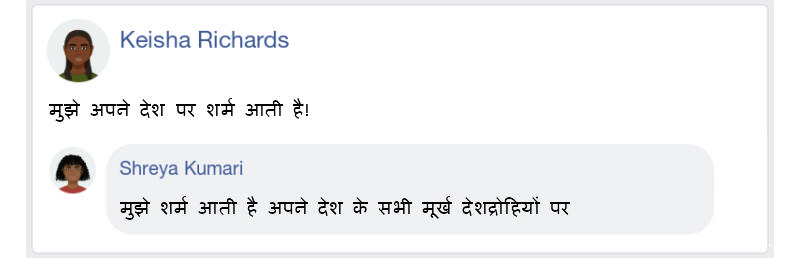 Keisha Richards
मुझे अपने देश पर शर्म आती है!
Shreya Kumari
मुझे शर्म आती है अपने देश के सभी मूर्ख देशद्रोहियों पर